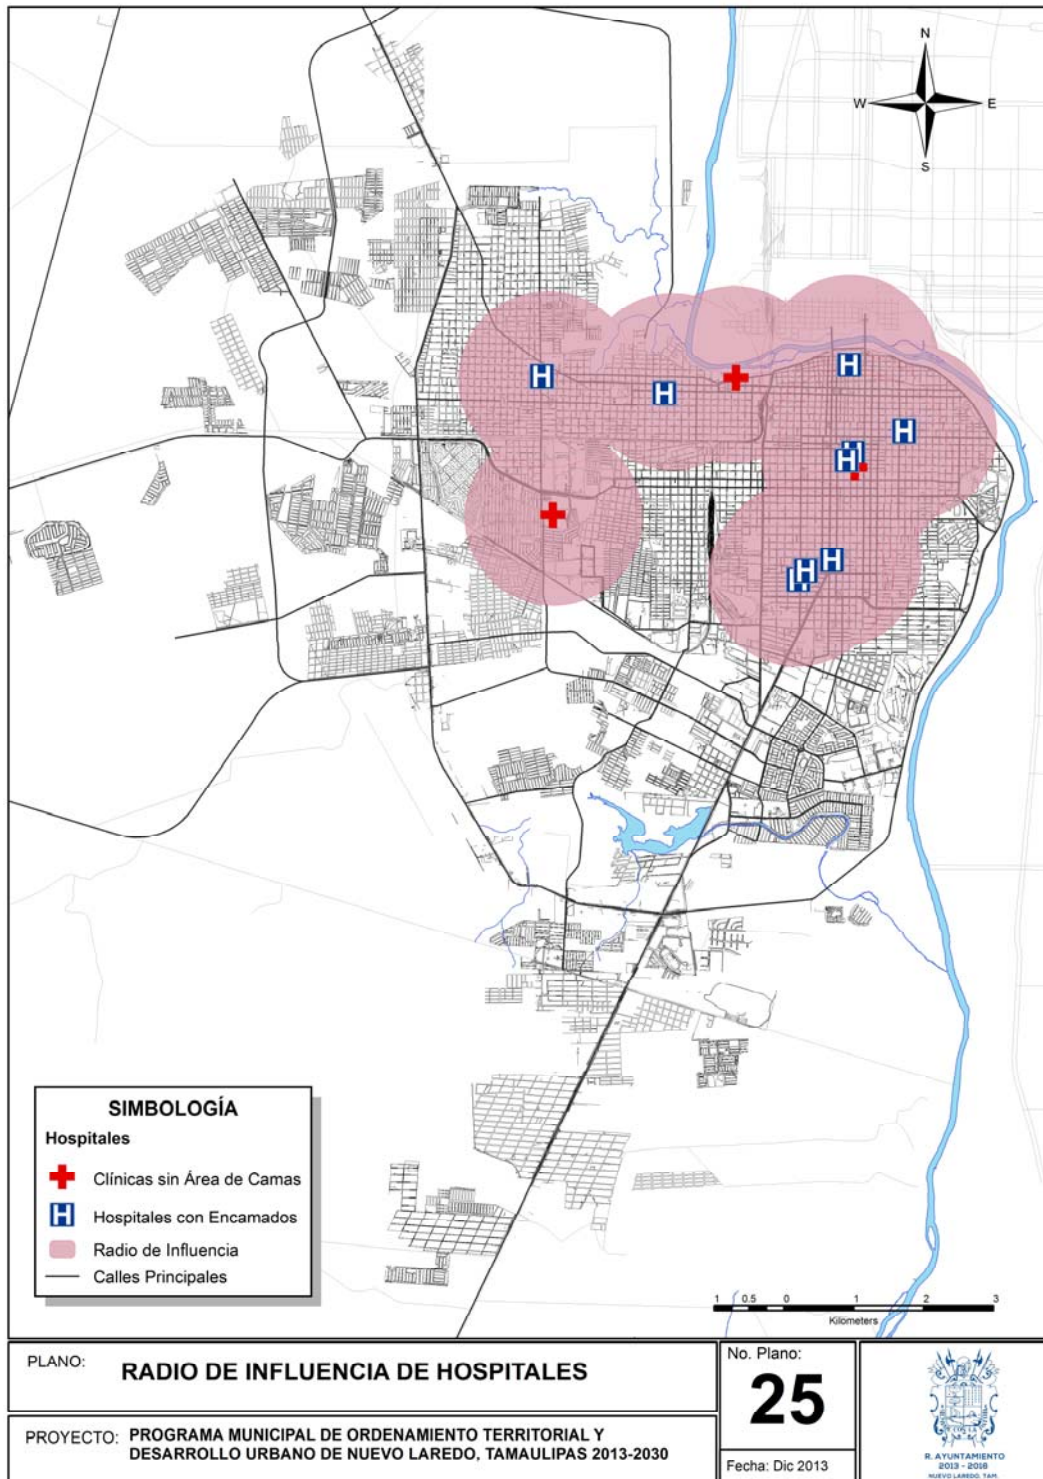 N
W
E
S
H
H
H
H
H
H
H
H
H
SIMBOLOGÍA
Hospitales
Clínicas sin Área de Camas
H
Hospitales con Encamados
Radio de Influencia
Calles Principales
1 0.5 0 1 2 3
Kilometers
PLANO: RADIO DE INFLUENCIA DE HOSPITALES
PROYECTO: PROGRAMA MUNICIPAL DE ORDENAMIENTO TERRITORIAL Y
DESARROLLO URBANO DE NUEVO LAREDO, TAMAULIPAS 2013-2030
No. Plano:
25
Fecha: Dic 2013
R. AYUNTAMIENTO
2013 - 2016
NUEVO LAREDO, TAM.